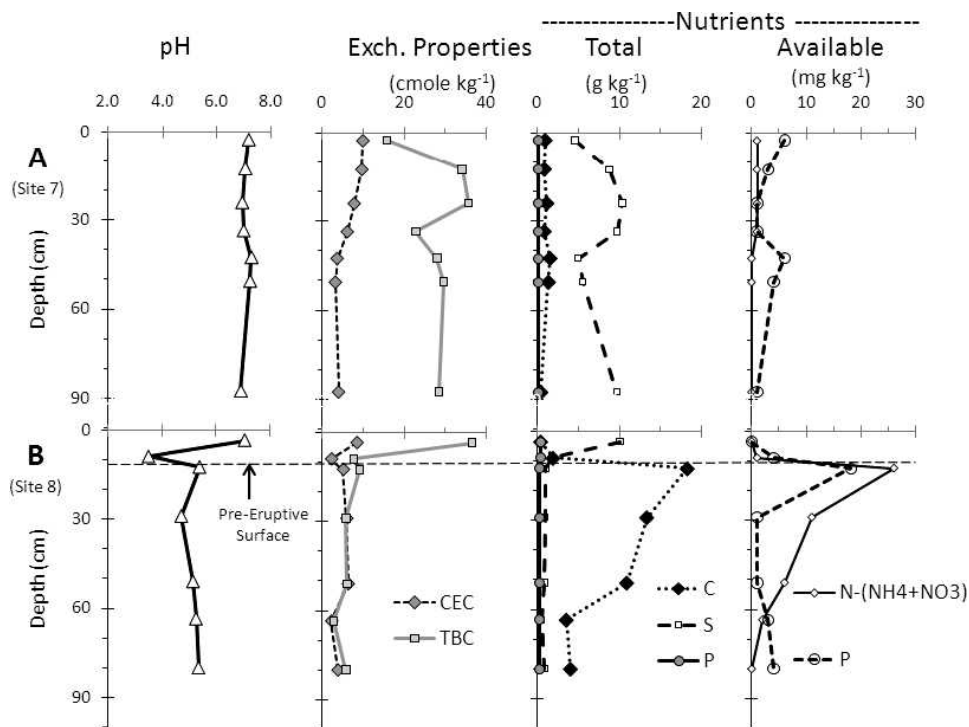 ----------Nutrients----------
pH Exch. Properties Total Available
(cmole kg-1) (g kg-1) (mg kg-1)
2.0 4.0 6.0 8.0 0 20 40 0 10 20 0 10 20 30
0
A
(Site 7)
30
Depth (cm)
60
90
0
B
(Site 8)
Pre-Eruptive
Surface
30
Depth (cm)
60
90
CEC
TBC
C
S
P
N-(NH4+NO3)
P